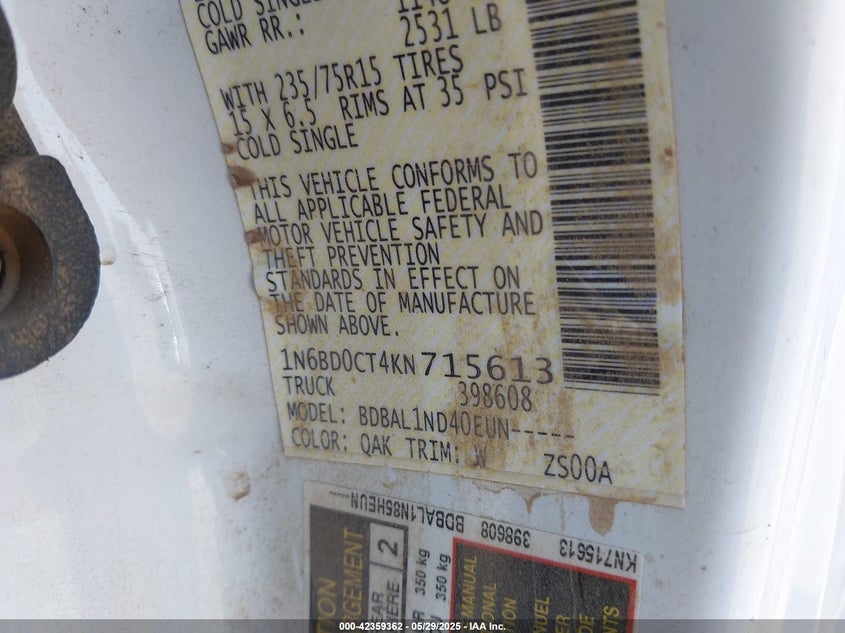 COLD SINGLE
GAWR RR.: 2531 LB
WITH 235/75R15 TIRES
15 X 6.5 RIMS AT 35 PSI
COLD SINGLE
THIS VEHICLE CONFORMS TO
ALL APPLICABLE FEDERAL
MOTOR VEHICLE SAFETY AND
THEFT PREVENTION
STANDARDS IN EFFECT ON
THE DATE OF MANUFACTURE
SHOWN ABOVE.
1N6BD0CT4KN715613
TRUCK 398608
MODEL: BDBAL1ND40EUN-----
COLOR: QAK TRIM: W ZS00A
KN715613 398608 BDBAL1N85HEUN---
2
350 kg
350 kg
MANUAL
000-42359362 - 05/29/2025 - IAA Inc.